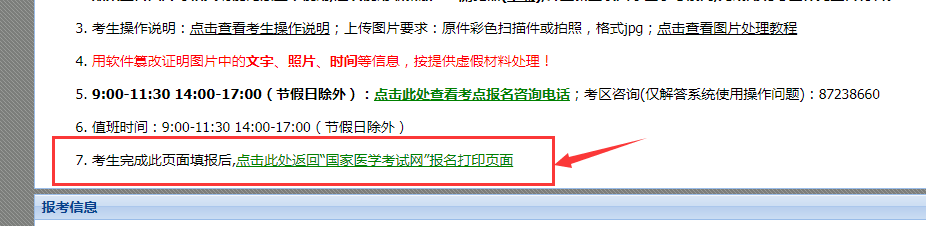 3. 考生操作说明：点击查看考生操作说明；上传图片要求：原件彩色扫描件或拍照，格式jpg；点击查看图片处理教程
4. 用软件篡改证明图片中的文字、照片、时间等信息，按提供虚假材料处理！
5. 9:00-11:30 14:00-17:00（节假日除外）：点击此处查看考点报名咨询电话；考区咨询(仅解答系统使用操作问题)：87238660
6. 值班时间：9:00-11:30 14:00-17:00（节假日除外）
7. 考生完成此页面填报后,点击此处返回“国家医学考试网”报名打印页面
报考信息